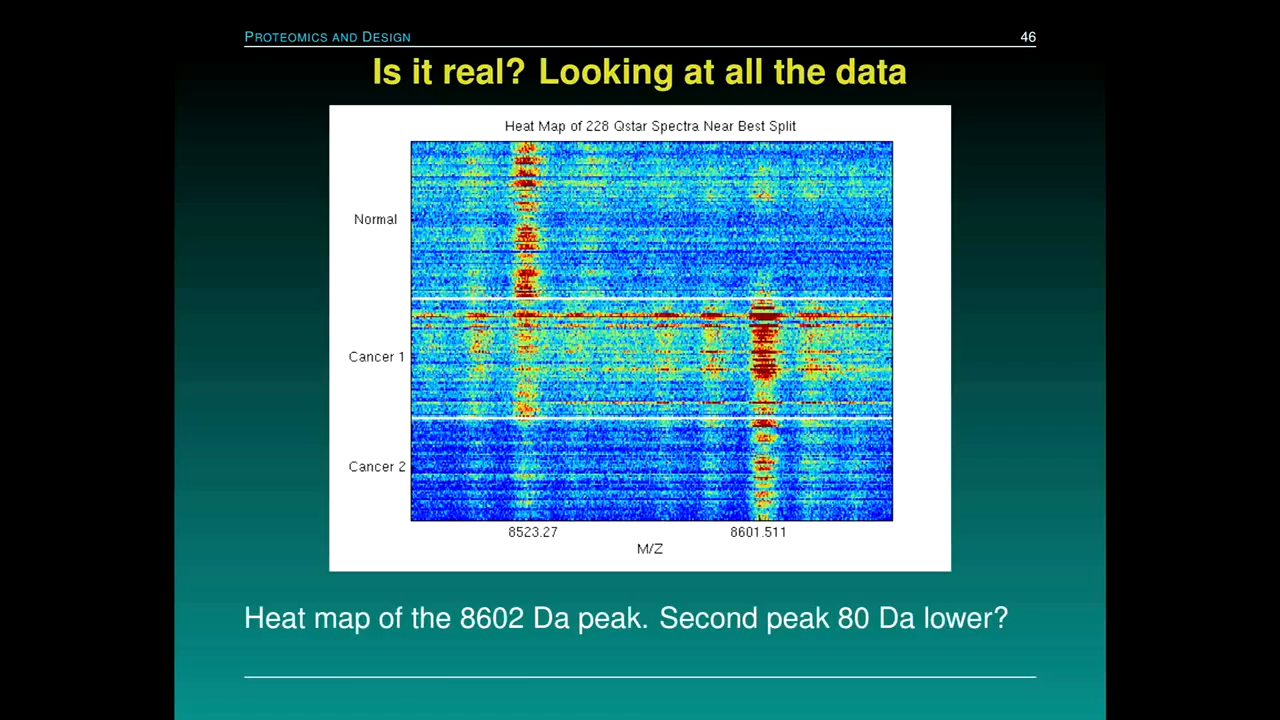 PROTEOMICS AND DESIGN 46
Is it real? Looking at all the data
Heat Map of 228 Qstar Spectra Near Best Split
Normal
Cancer 1
Cancer 2
8523.27 8601.511
M/Z
Heat map of the 8602 Da peak. Second peak 80 Da lower?